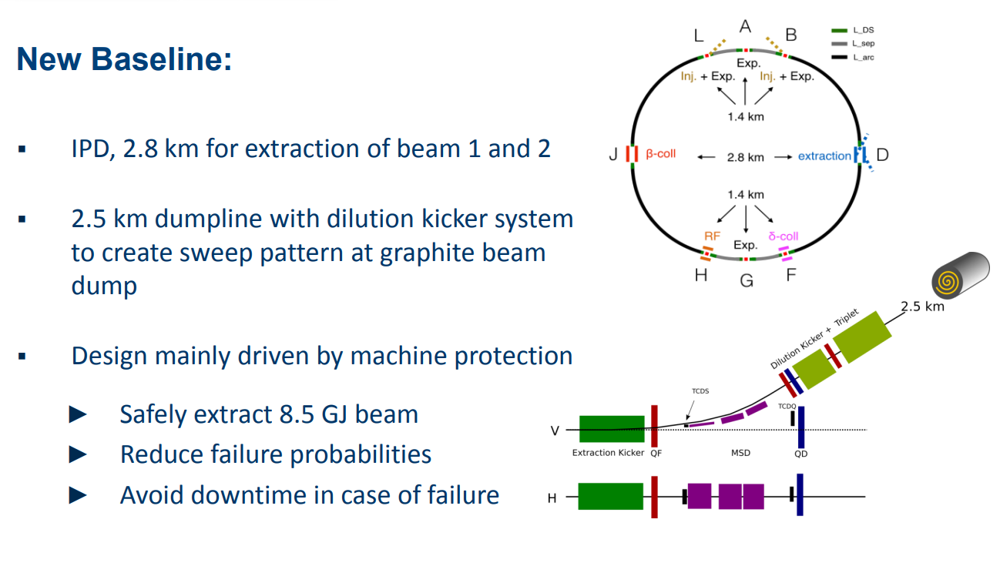 New Baseline:
▪ IPD, 2.8 km for extraction of beam 1 and 2
▪ 2.5 km dumpline with dilution kicker system
to create sweep pattern at graphite beam
dump
▪ Design mainly driven by machine protection
► Safely extract 8.5 GJ beam
► Reduce failure probabilities
► Avoid downtime in case of failure
L A B
L_DS
L_sep
L_arc
Exp.
Inj. + Exp. Inj. + Exp.
1.4 km
J β-coll 2.8 km extraction D
1.4 km
RF Exp. δ-coll
H G F
2.5 km
Dilution Kicker + Triplet
TCDS
TCDQ
V
Extraction Kicker QF MSD QD
H